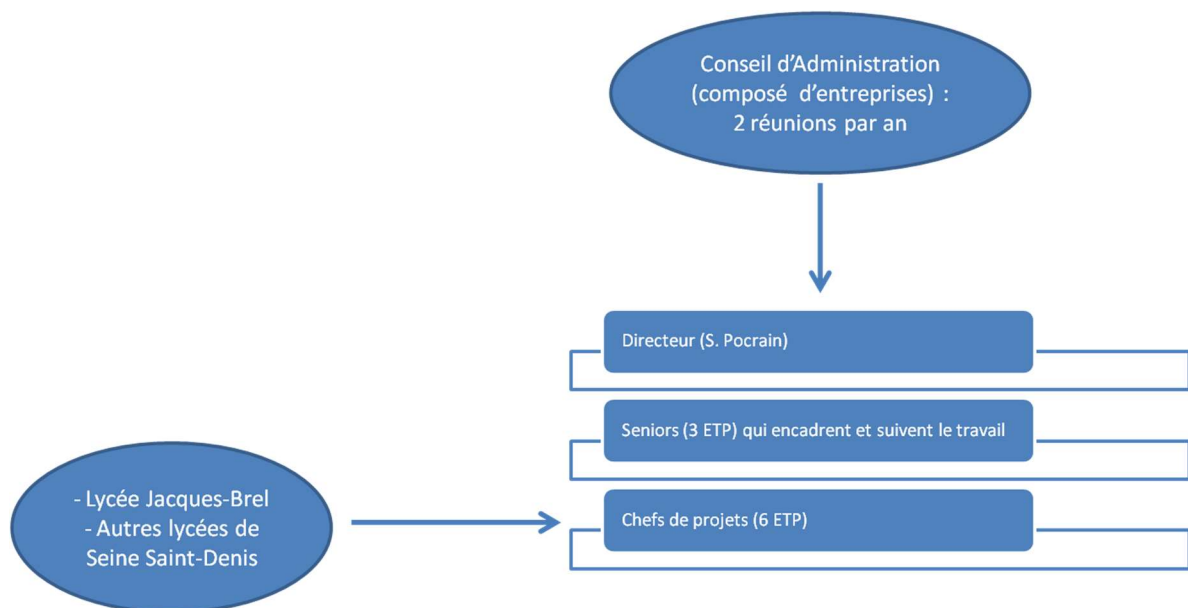 Conseil d’Administration
(composé d’entreprises) :
2 réunions par an
Directeur (S. Pocrain)
Seniors (3 ETP) qui encadrent et suivent le travail
Chefs de projets (6 ETP)
- Lycée Jacques-Brel
- Autres lycées de
Seine Saint-Denis